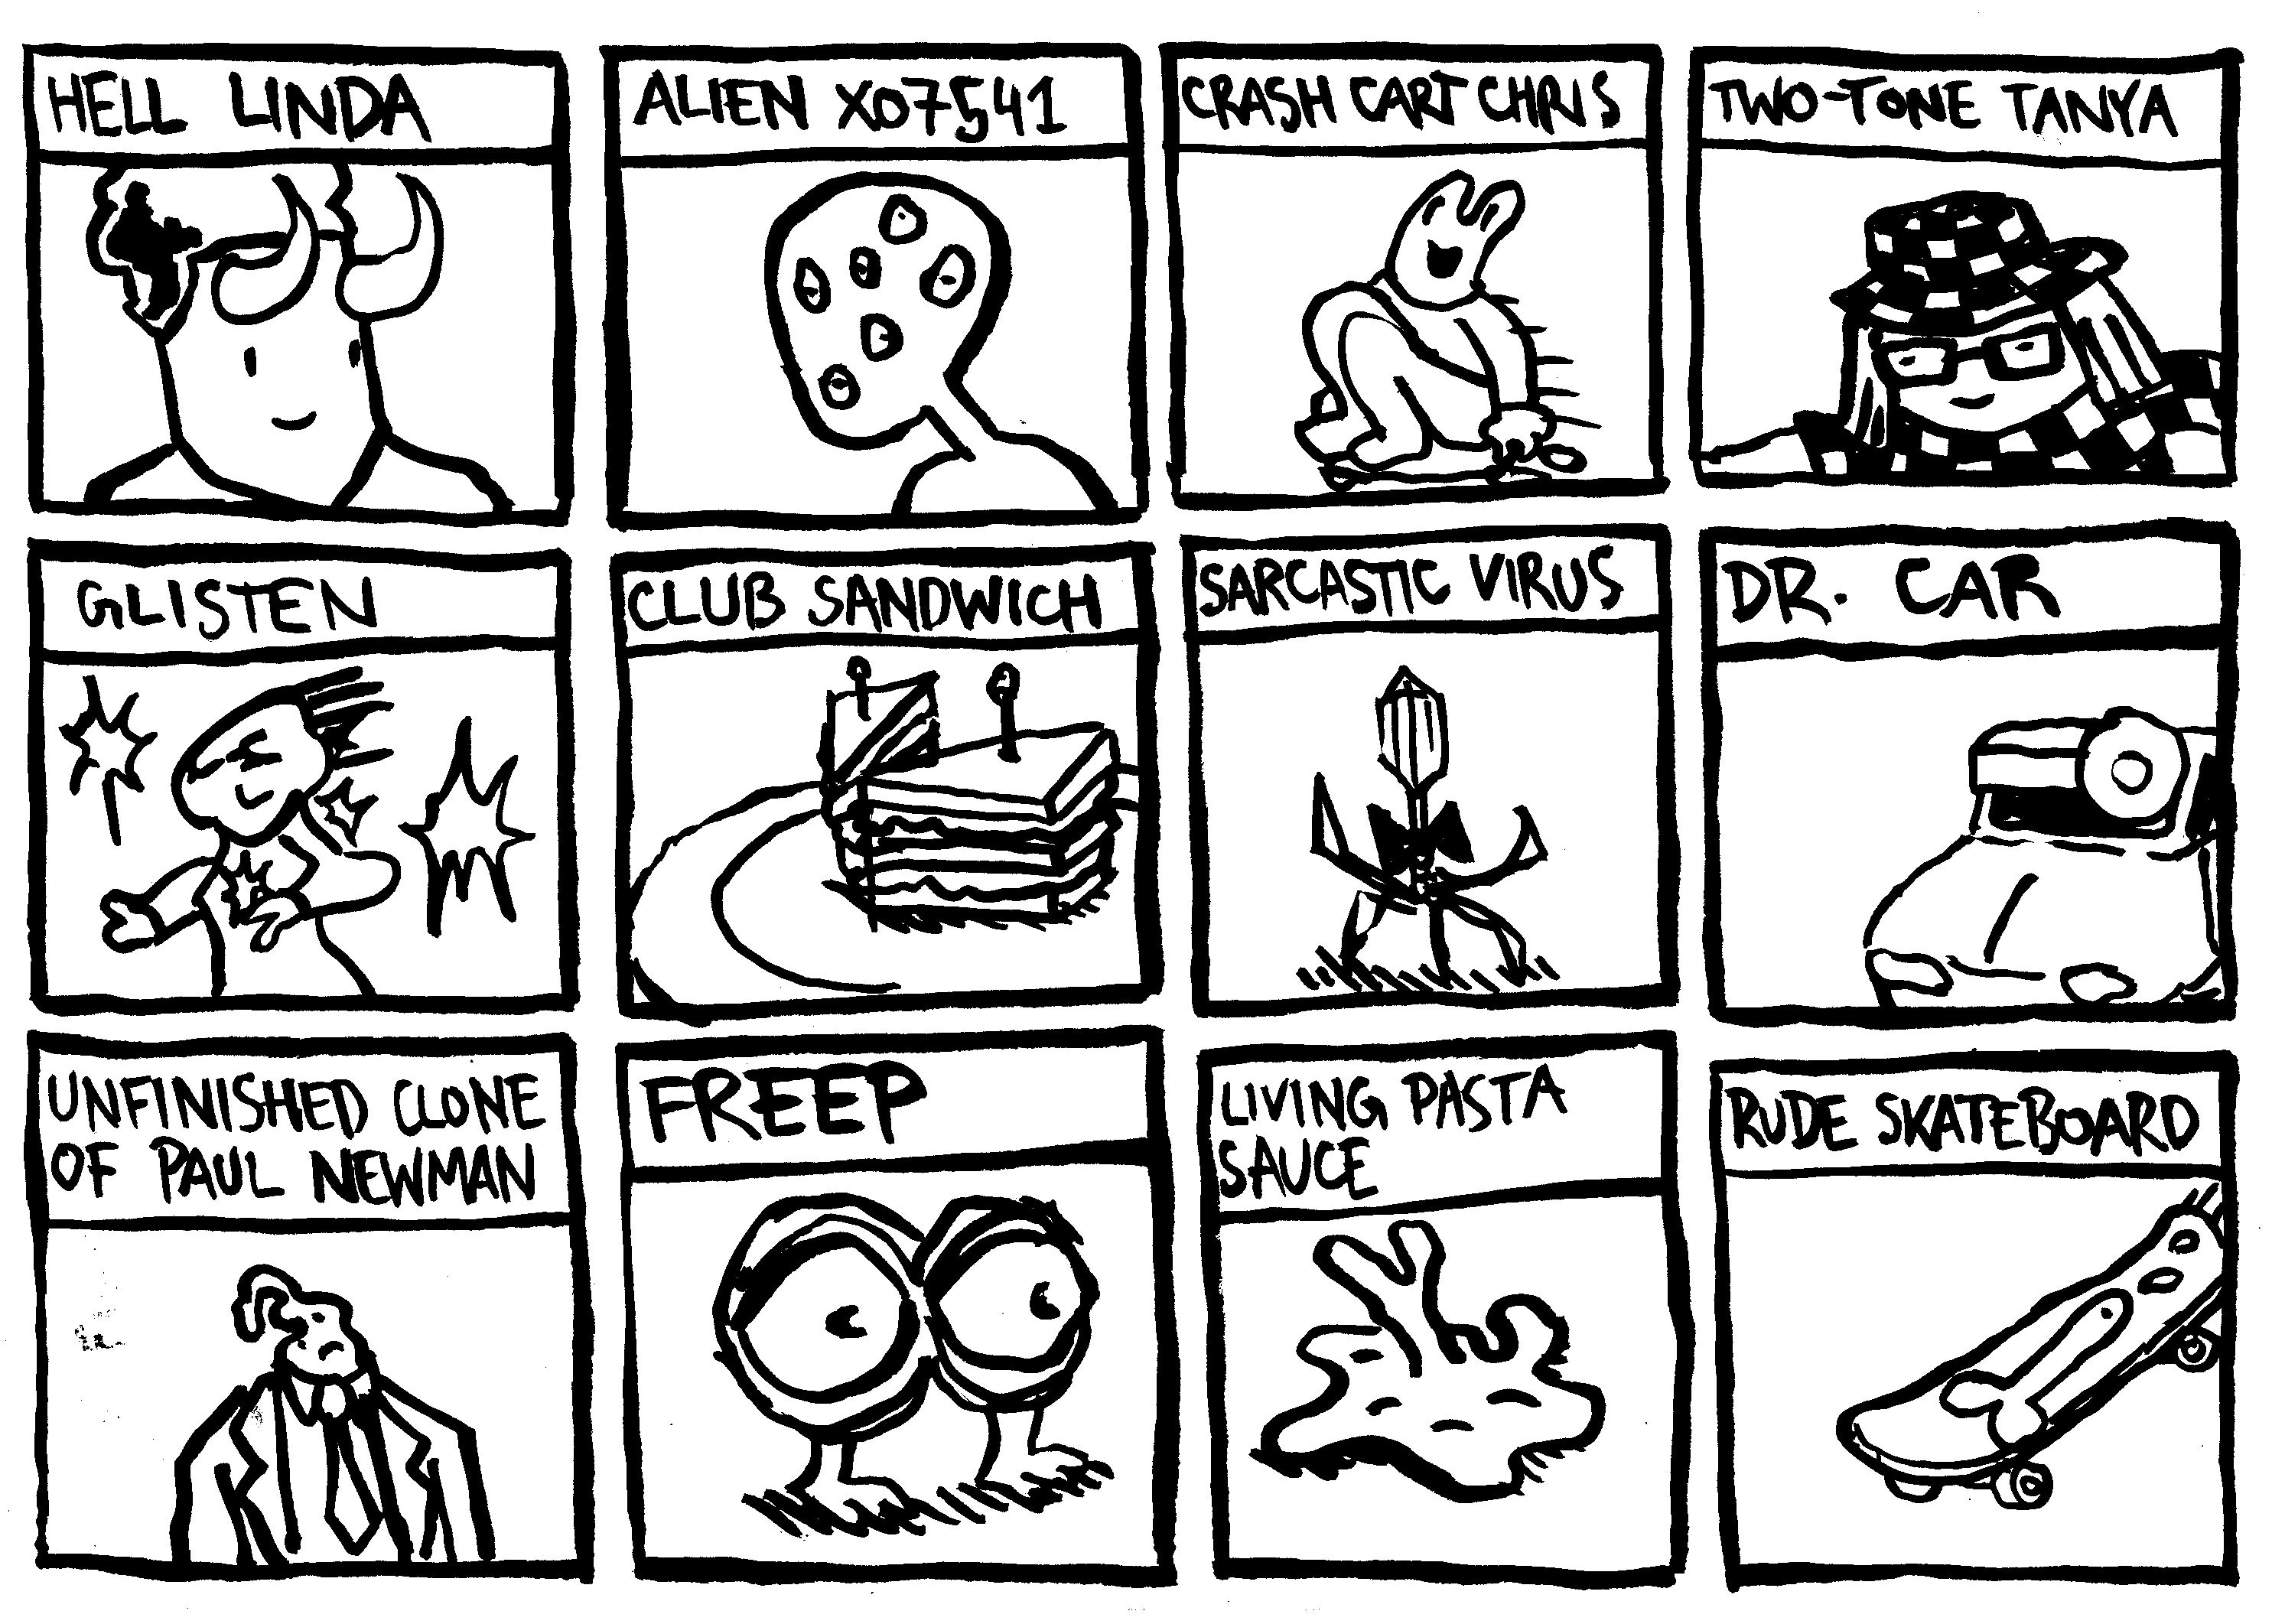 HELL LINDA
ALIEN X07541
CRASH CART CHRIS
TWO-TONE TANYA
GLISTEN
CLUB SANDWICH
SARCASTIC VIRUS
DR. CAR
UNFINISHED CLONE
OF PAUL NEWMAN
FREEP
LIVING PASTA
SAUCE
RUDE SKATEBOARD